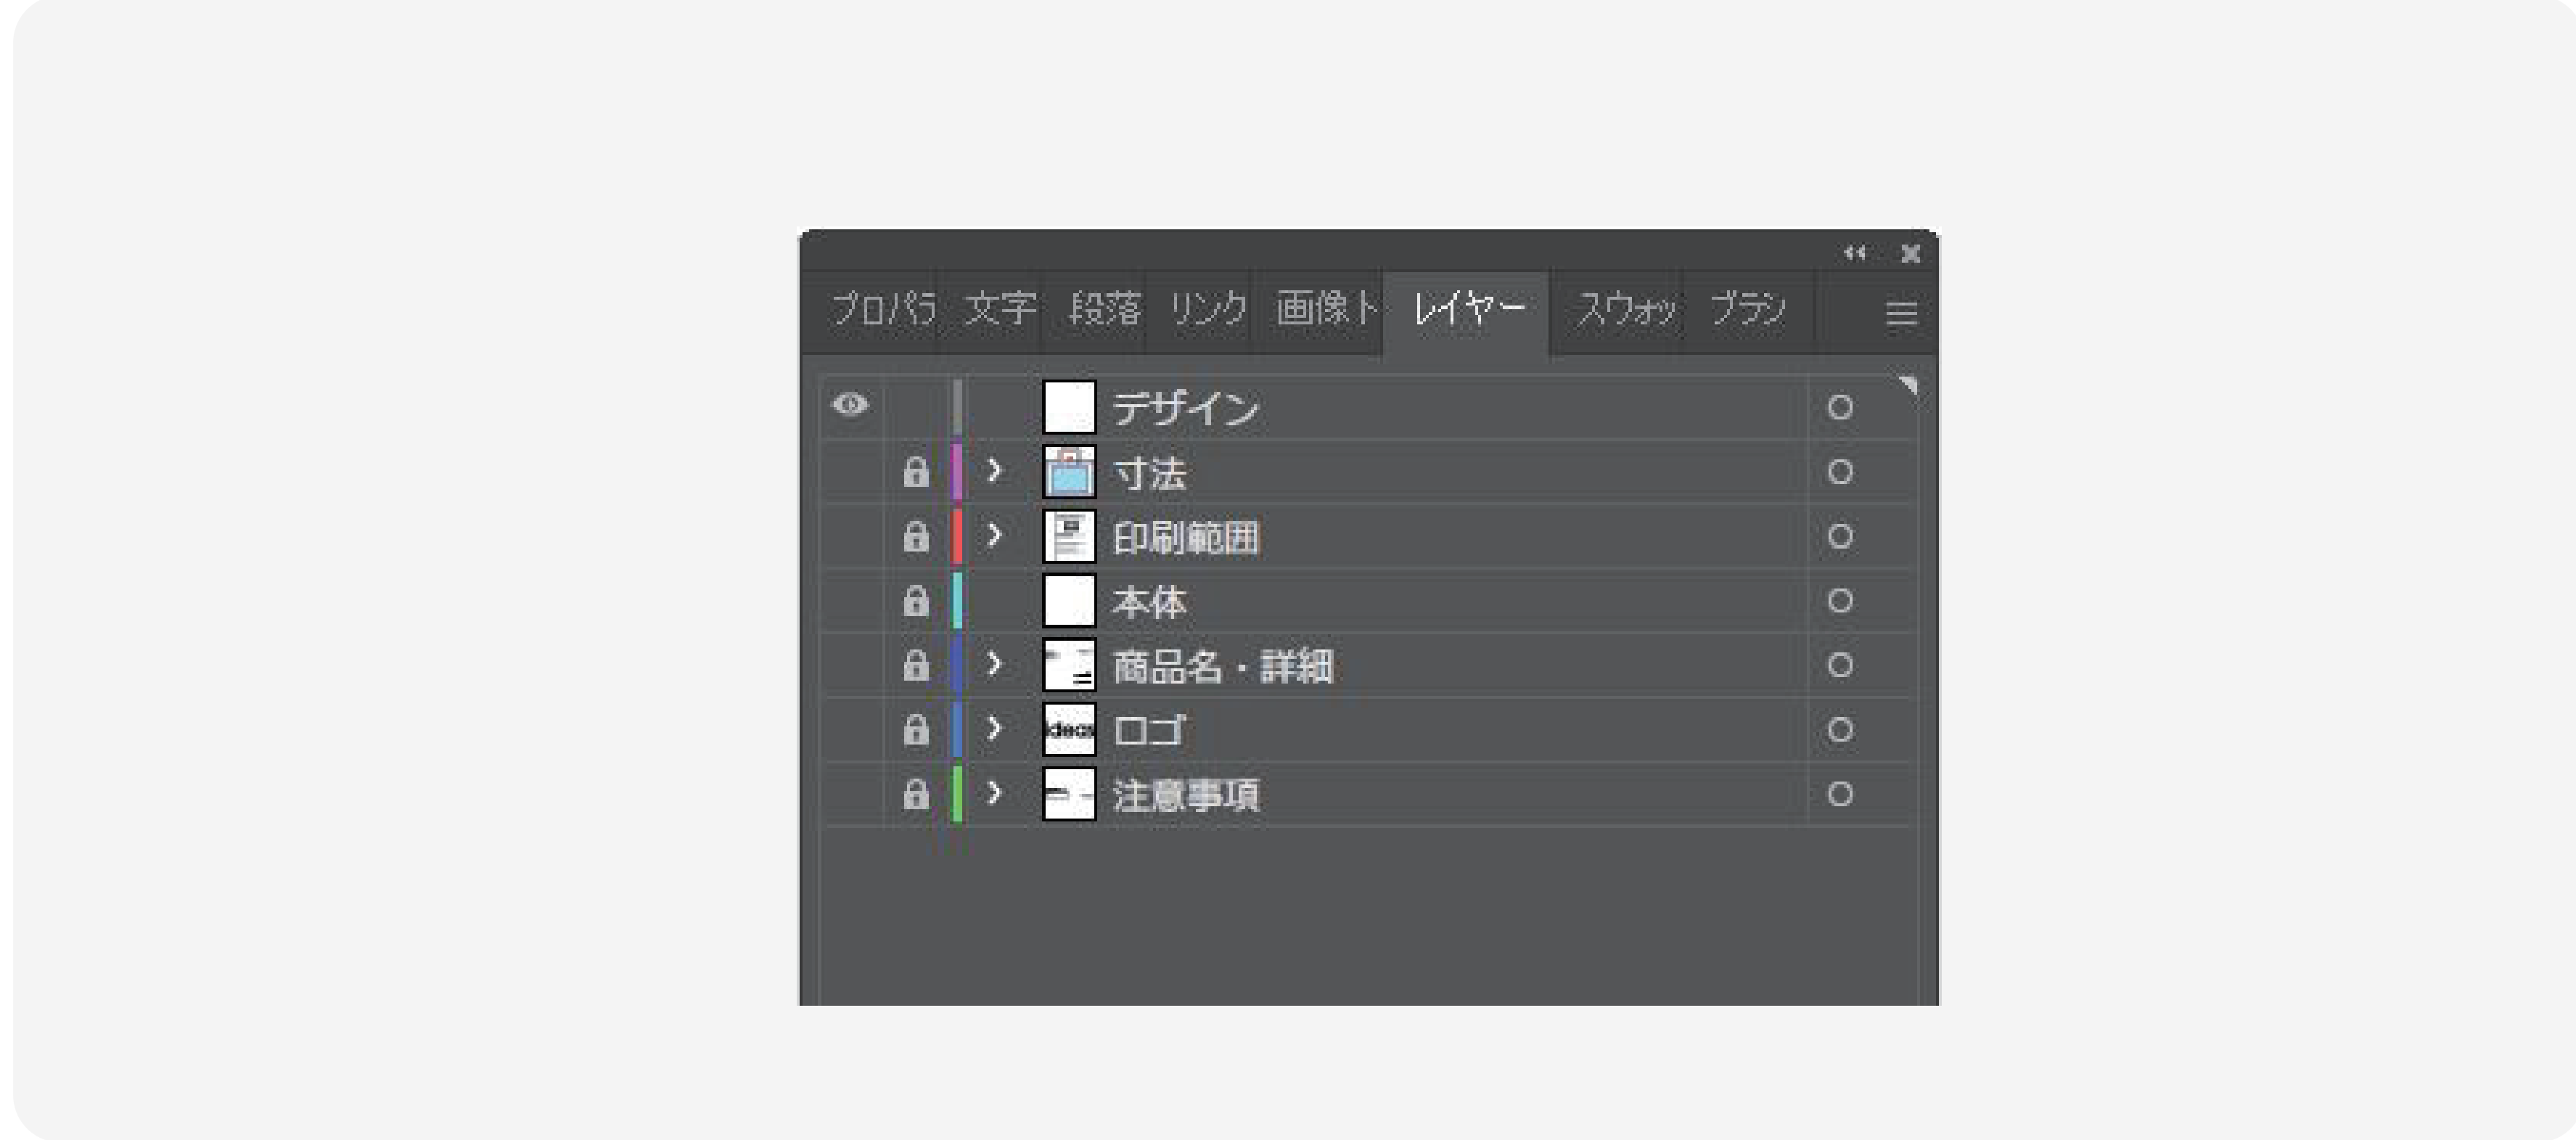 プロパラ 文字 段落 リンク 画像ト レイヤー スウォッ ブラシ
デザイン
寸法
印刷範囲
本体
商品名・詳細
ideas ロゴ
注意事項